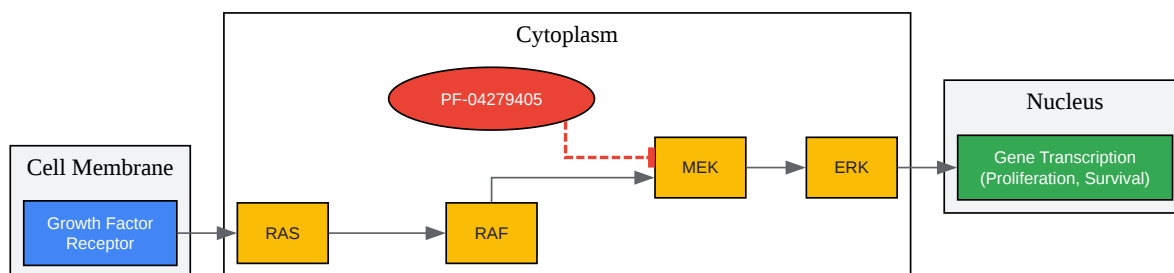 Cytoplasm
PF-04279405
Nucleus
Cell Membrane
MEK
ERK
Gene Transcription
(Proliferation, Survival)
Growth Factor
Receptor
RAS
RAF